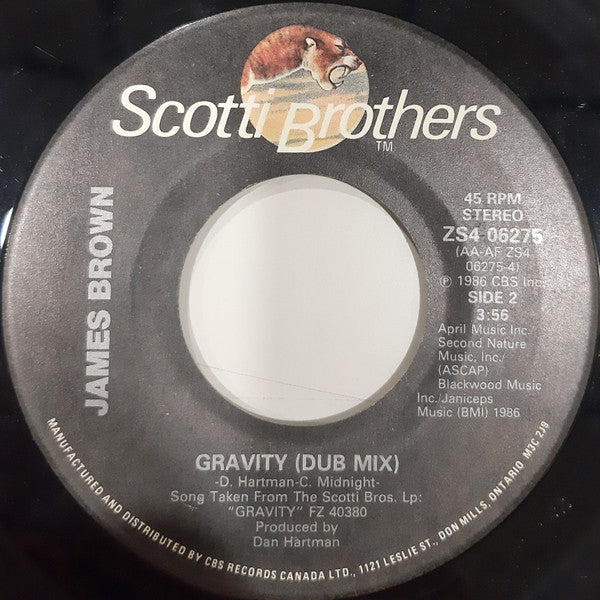 Scotti Brothers
TM
JAMES BROWN
45 RPM
STEREO
ZS4 06275
(AA-AF ZS4
06275-4)
℗ 1986 CBS Inc.
SIDE 2
3:56
April Music Inc.
Second Nature
Music, Inc./
(ASCAP)
Blackwood Music
Inc./Janiceps
Music (BMI) 1986
GRAVITY (DUB MIX)
-D. Hartman-C. Midnight-
Song Taken From The Scotti Bros. Lp:
"GRAVITY" FZ 40380
Produced by
Dan Hartman
MANUFACTURED AND DISTRIBUTED BY CBS RECORDS CANADA LTD., 1121 LESLIE ST., DON MILLS, ONTARIO M3C 2J9